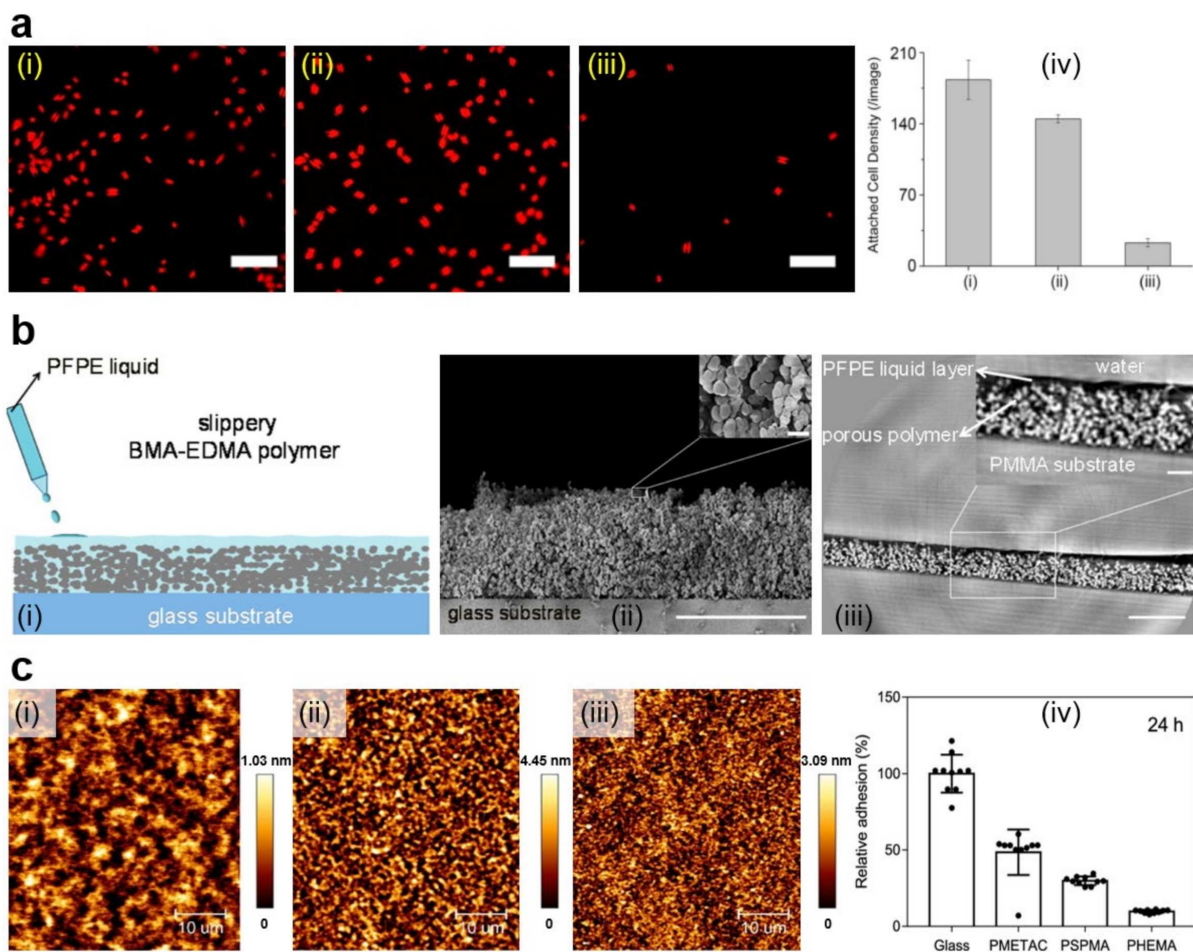 a
(i)
(ii)
(iii)
(iv)
210
140
70
0
Attached Cell Density (/image)
(i)
(ii)
(iii)
b
PFPE liquid
slippery
BMA-EDMA polymer
glass substrate
(i)
glass substrate
(ii)
PFPE liquid layer
water
porous polymer
PMMA substrate
(iii)
c
(i)
10 um
1.03 nm
0
(ii)
10 um
4.45 nm
0
(iii)
10 um
3.09 nm
0
(iv)
24 h
150
100
50
0
Relative adhesion (%)
Glass
PMETAC
PSPMA
PHEMA